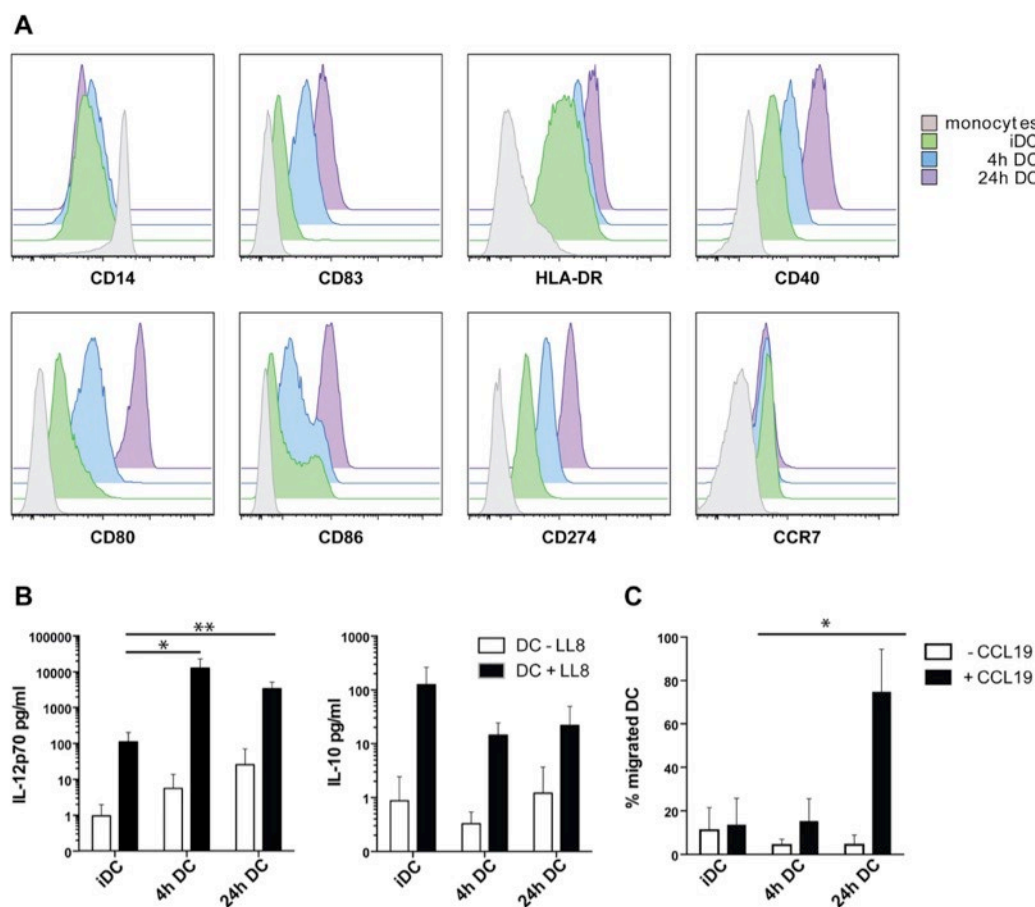 A
CD14
CD83
HLA-DR
CD40
monocytes
iDC
4h DC
24h DC
CD80
CD86
CD274
CCR7
B
IL-12p70 pg/ml
100000
10000
1000
100
10
1
0
*
**
iDC
4h DC
24h DC
IL-10 pg/ml
1000
100
10
1
0
DC - LL8
DC + LL8
iDC
4h DC
24h DC
C
% migrated DC
100
80
60
40
20
0
*
- CCL19
+ CCL19
iDC
4h DC
24h DC